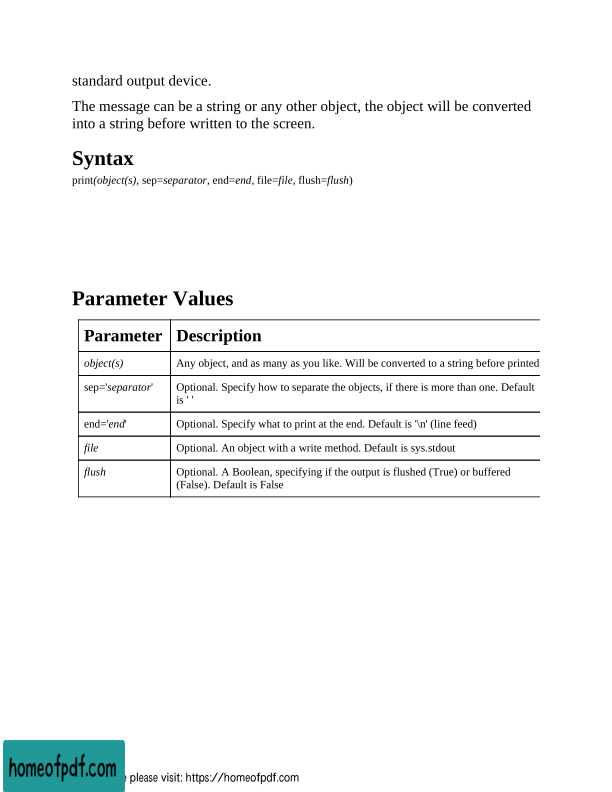 standard output device.
The message can be a string or any other object, the object will be converted
into a string before written to the screen.
Syntax
print(object(s), sep=separator, end=end, file=file, flush=flush)
Parameter Values
Parameter Description
object(s) Any object, and as many as you like. Will be converted to a string before printed
sep='separator' Optional. Specify how to separate the objects, if there is more than one. Default
is ' '
end='end' Optional. Specify what to print at the end. Default is '\n' (line feed)
file Optional. An object with a write method. Default is sys.stdout
flush Optional. A Boolean, specifying if the output is flushed (True) or buffered
(False). Default is False
homeofpdf.com
please visit: https://homeofpdf.com